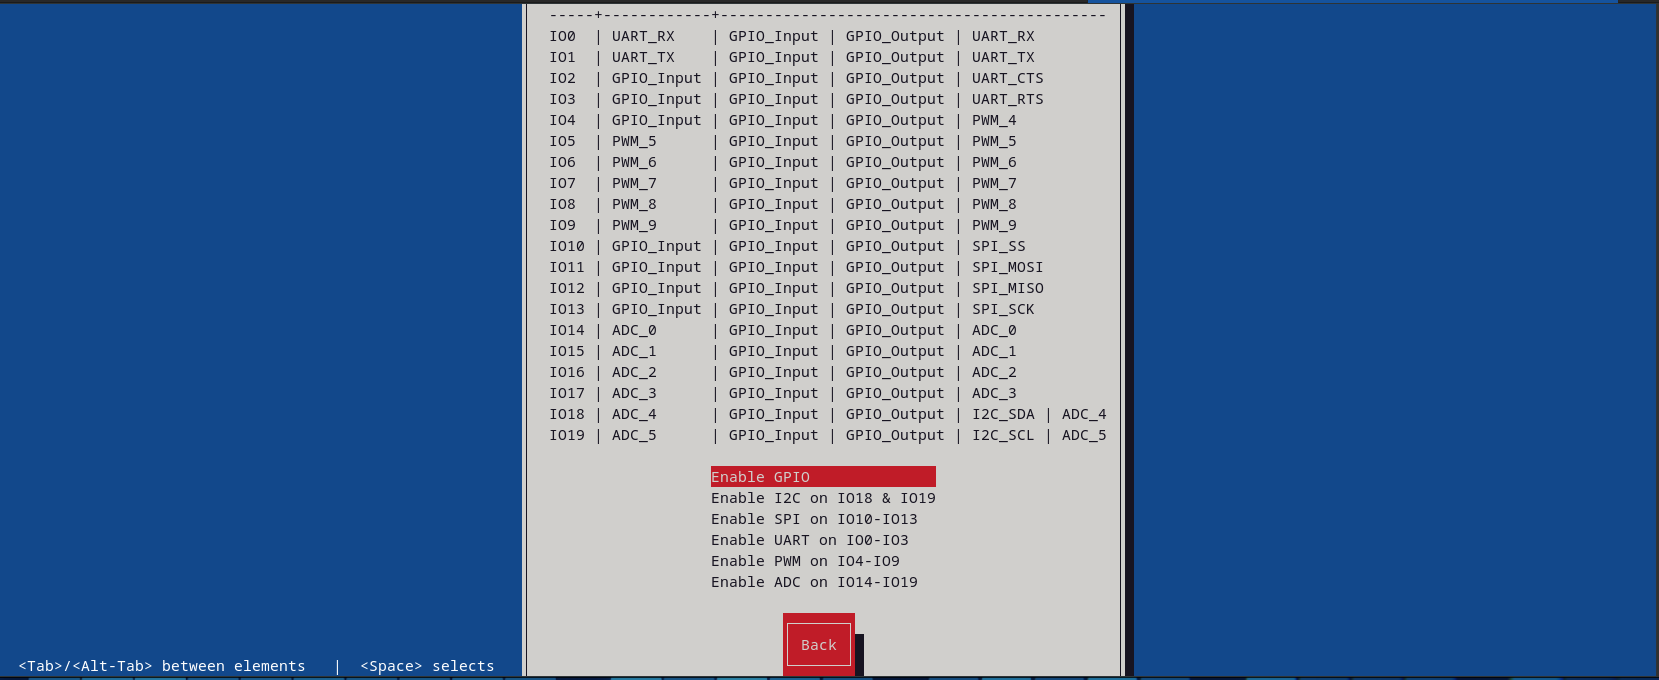 -----+------------+-------------------------------------------
IO0  | UART_RX    | GPIO_Input | GPIO_Output | UART_RX
IO1  | UART_TX    | GPIO_Input | GPIO_Output | UART_TX
IO2  | GPIO_Input | GPIO_Input | GPIO_Output | UART_CTS
IO3  | GPIO_Input | GPIO_Input | GPIO_Output | UART_RTS
IO4  | GPIO_Input | GPIO_Input | GPIO_Output | PWM_4
IO5  | PWM_5      | GPIO_Input | GPIO_Output | PWM_5
IO6  | PWM_6      | GPIO_Input | GPIO_Output | PWM_6
IO7  | PWM_7      | GPIO_Input | GPIO_Output | PWM_7
IO8  | PWM_8      | GPIO_Input | GPIO_Output | PWM_8
IO9  | PWM_9      | GPIO_Input | GPIO_Output | PWM_9
IO10 | GPIO_Input | GPIO_Input | GPIO_Output | SPI_SS
IO11 | GPIO_Input | GPIO_Input | GPIO_Output | SPI_MOSI
IO12 | GPIO_Input | GPIO_Input | GPIO_Output | SPI_MISO
IO13 | GPIO_Input | GPIO_Input | GPIO_Output | SPI_SCK
IO14 | ADC_0      | GPIO_Input | GPIO_Output | ADC_0
IO15 | ADC_1      | GPIO_Input | GPIO_Output | ADC_1
IO16 | ADC_2      | GPIO_Input | GPIO_Output | ADC_2
IO17 | ADC_3      | GPIO_Input | GPIO_Output | ADC_3
IO18 | ADC_4      | GPIO_Input | GPIO_Output | I2C_SDA | ADC_4
IO19 | ADC_5      | GPIO_Input | GPIO_Output | I2C_SCL | ADC_5
Enable GPIO
Enable I2C on IO18 & IO19
Enable SPI on IO10-IO13
Enable UART on IO0-IO3
Enable PWM on IO4-IO9
Enable ADC on IO14-IO19
Back
<Tab>/<Alt-Tab> between elements   |  <Space> selects